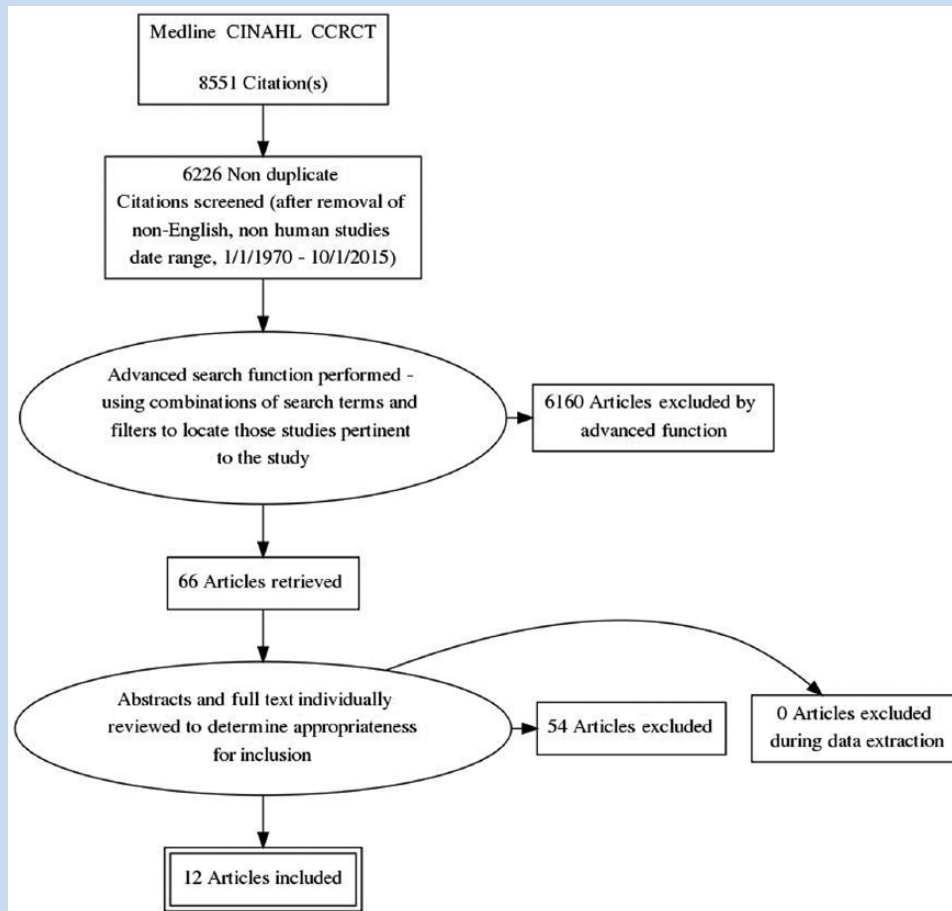 Medline CINAHL CCRCT
8551 Citation(s)
6226 Non duplicate
Citations screened (after removal of
non-English, non human studies
date range, 1/1/1970 - 10/1/2015)
Advanced search function performed -
using combinations of search terms and
filters to locate those studies pertinent
to the study
6160 Articles excluded by
advanced function
66 Articles retrieved
Abstracts and full text individually
reviewed to determine appropriateness
for inclusion
54 Articles excluded
0 Articles excluded
during data extraction
12 Articles included